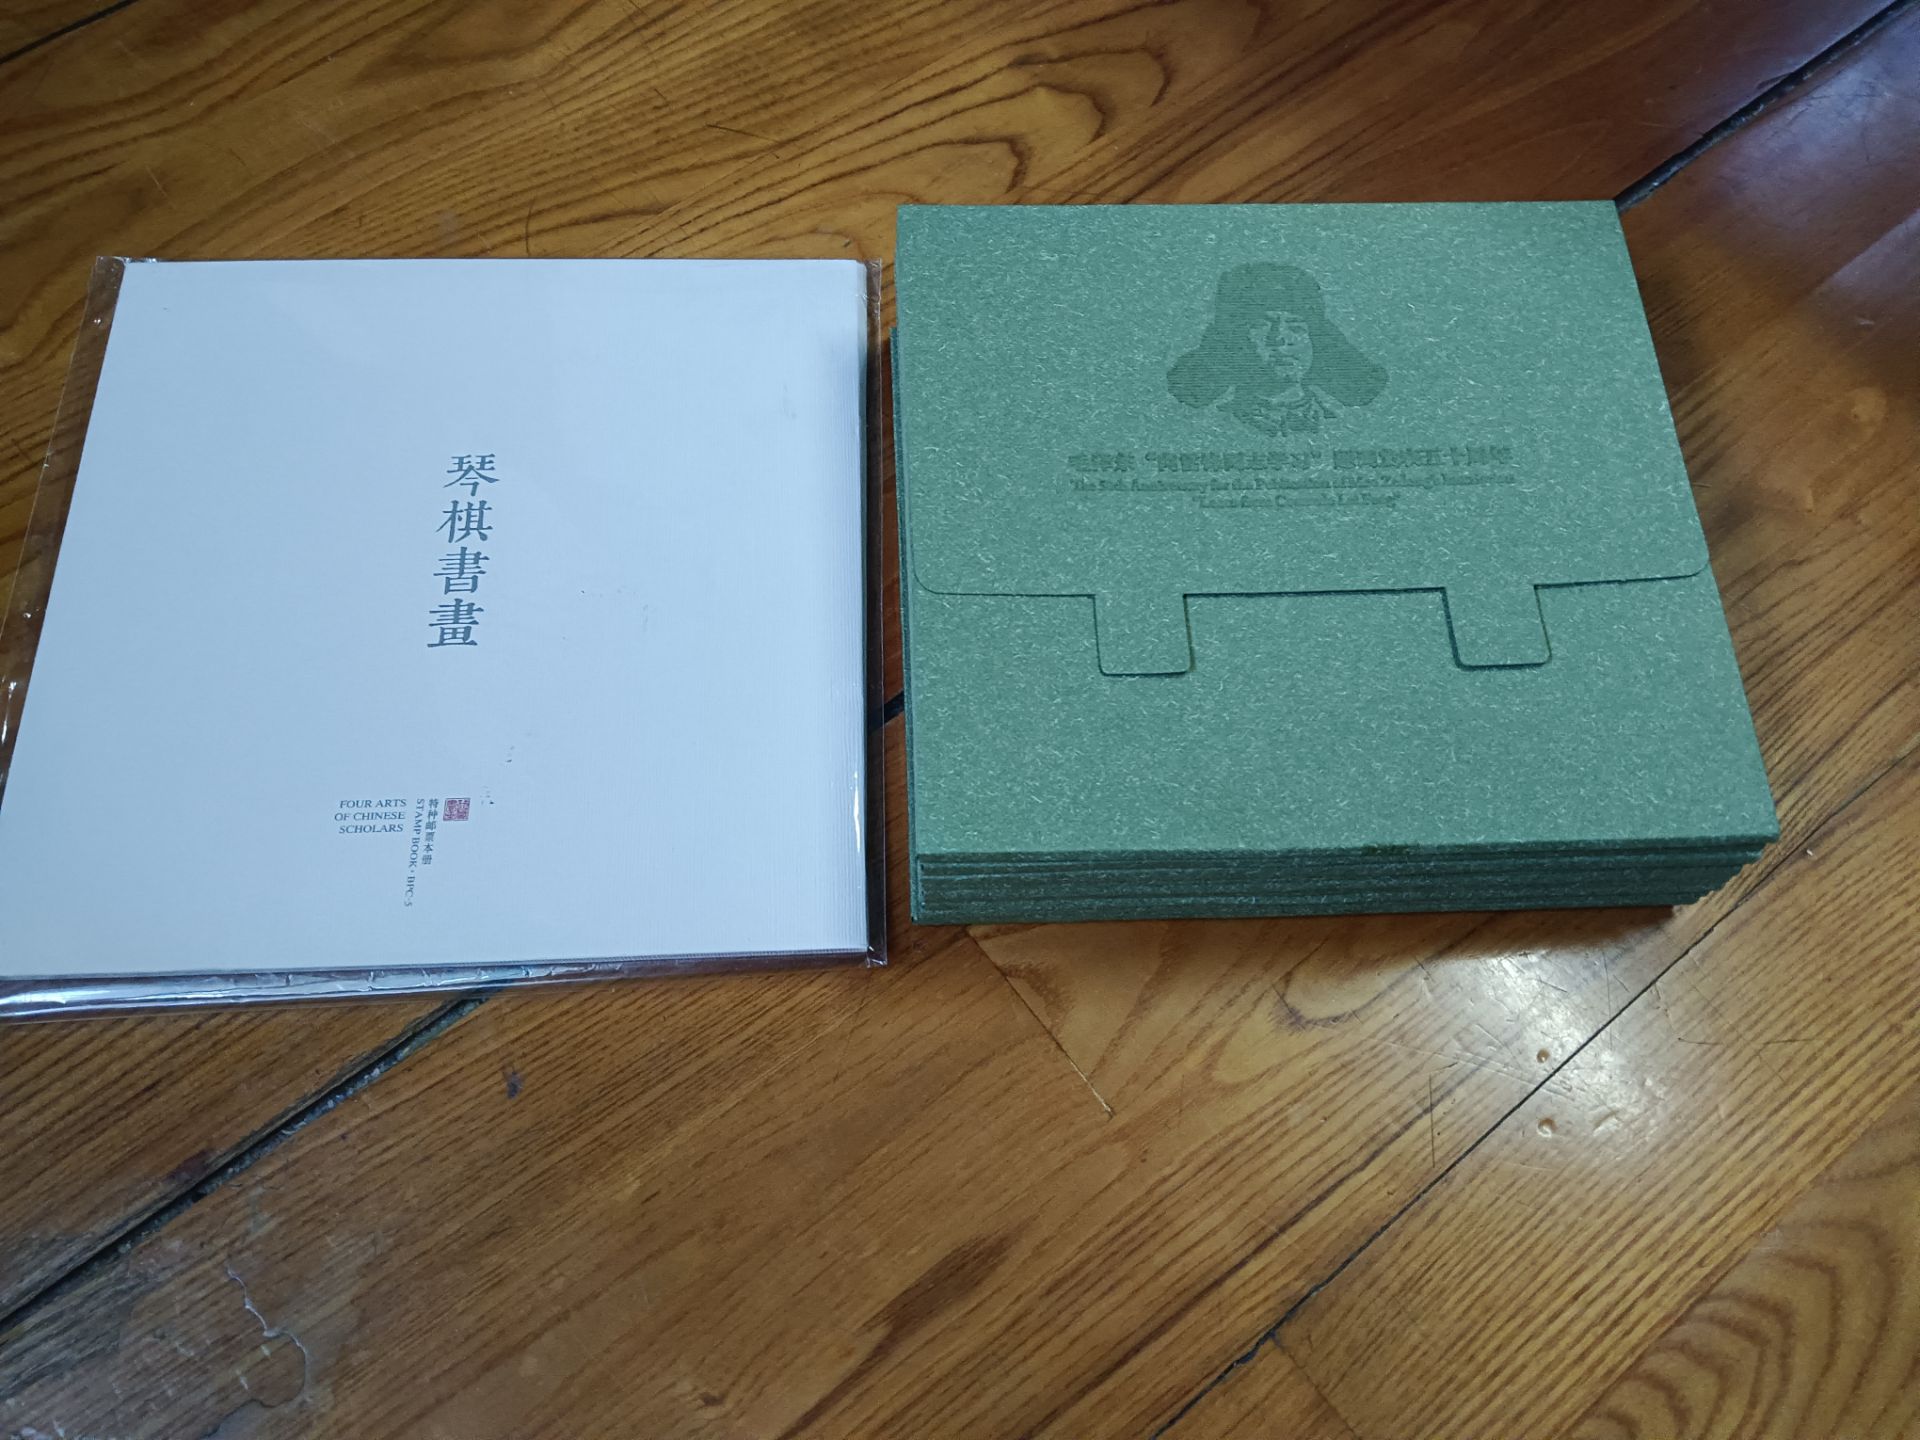 琴棋書畫
FOUR ARTS
OF CHINESE
SCHOLARS
特种邮票本册
STAMP BOOK·BPC-5
毛泽东“向雷锋同志学习”题词发表五十周年
The 50th Anniversary for the Publication of Mao Zedong's Inscription
"Learn from Comrade Lei Feng"